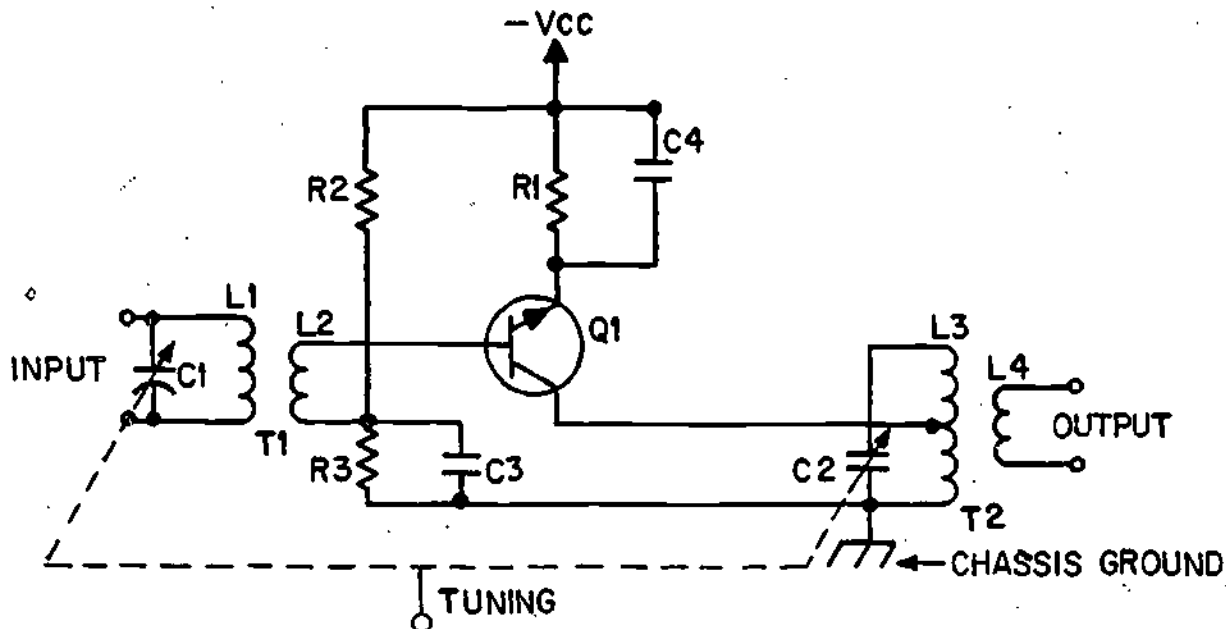 -VCC
C4
R2
R1
L1
L2
Q1
L3
L4
INPUT
C1
OUTPUT
T1
R3
C3
C2
T2
CHASSIS GROUND
TUNING